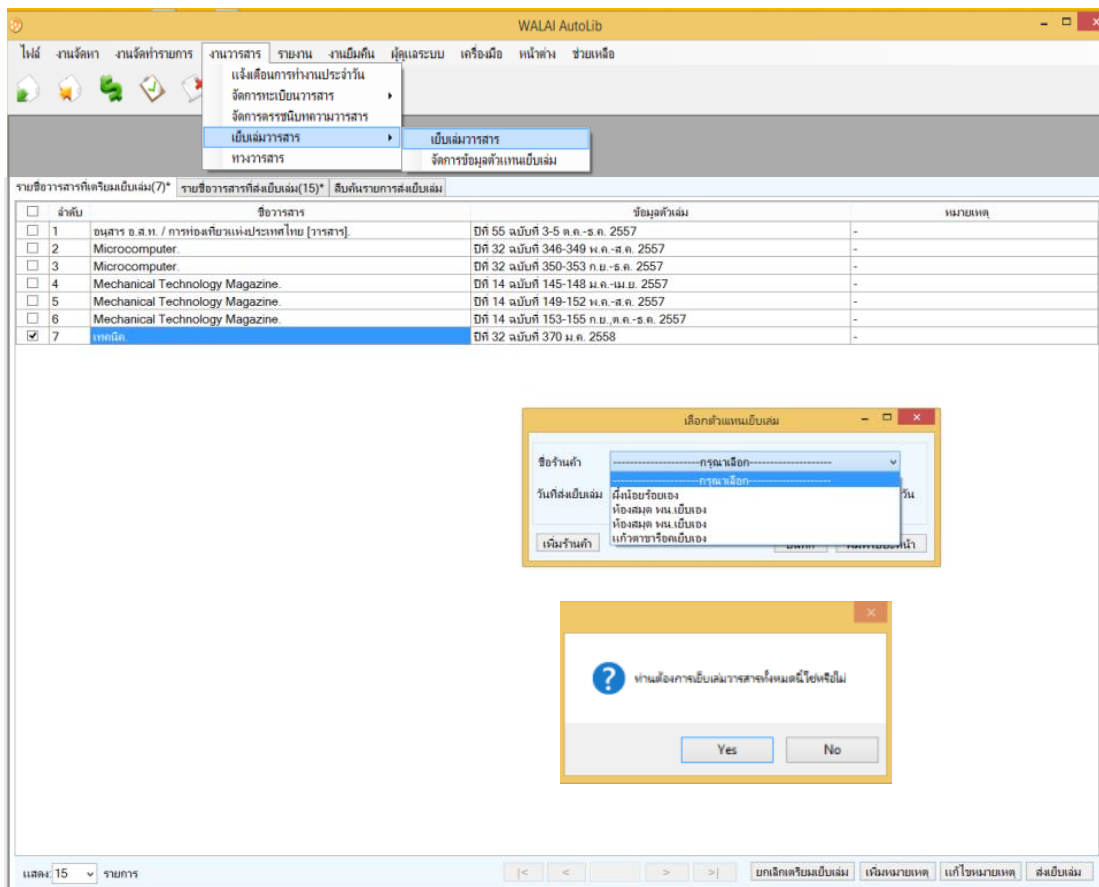 WALAI AutoLib
ไฟล์ งานจัดหา งานจัดทำรายการ งานวารสาร รายงาน งานยืมคืน ผู้ดูแลระบบ เครื่องมือ หน้าต่าง ช่วยเหลือ
แจ้งเตือนการทำงานประจำวัน
จัดการทะเบียนวารสาร
จัดการดรรชนีบทความวารสาร
เย็บเล่มวารสาร
เย็บเล่มวารสาร
ทวงวารสาร
จัดการข้อมูลตัวแทนเย็บเล่ม
รายชื่อวารสารที่เตรียมเย็บเล่ม(7)* รายชื่อวารสารที่ส่งเย็บเล่ม(15)* สืบค้นรายการส่งเย็บเล่ม
ลำดับ ชื่อวารสาร ข้อมูลตัวเล่ม หมายเหตุ
1 อนุสาร อ.ส.ท. / การท่องเที่ยวแห่งประเทศไทย [วารสาร]. ปีที่ 55 ฉบับที่ 3-5 ต.ค.-ธ.ค. 2557 -
2 Microcomputer. ปีที่ 32 ฉบับที่ 346-349 พ.ค.-ส.ค. 2557 -
3 Microcomputer. ปีที่ 32 ฉบับที่ 350-353 ก.ย.-ธ.ค. 2557 -
4 Mechanical Technology Magazine. ปีที่ 14 ฉบับที่ 145-148 ม.ค.-เม.ย. 2557 -
5 Mechanical Technology Magazine. ปีที่ 14 ฉบับที่ 149-152 พ.ค.-ส.ค. 2557 -
6 Mechanical Technology Magazine. ปีที่ 14 ฉบับที่ 153-155 ก.ย.,ต.ค.-ธ.ค. 2557 -
7 เทคนิค. ปีที่ 32 ฉบับที่ 370 ม.ค. 2558 -
เลือกตัวแทนเย็บเล่ม
ชื่อร้านค้า ---------------------กรุณาเลือก---------------------
---------------------กรุณาเลือก---------------------
วันที่ส่งเย็บเล่ม ผึ้งน้อยร้อยเอง วัน
ห้องสมุด พน.เย็บเอง
ห้องสมุด พน.เย็บเอง
แก้วตาขาร็อคเย็บเอง
เพิ่มร้านค้า
ท่านต้องการเย็บเล่มวารสารทั้งหมดนี้ใช่หรือไม่
Yes No
แสดง: 15 รายการ |< < > >| ยกเลิกเตรียมเย็บเล่ม เพิ่มหมายเหตุ แก้ไขหมายเหตุ ส่งเย็บเล่ม